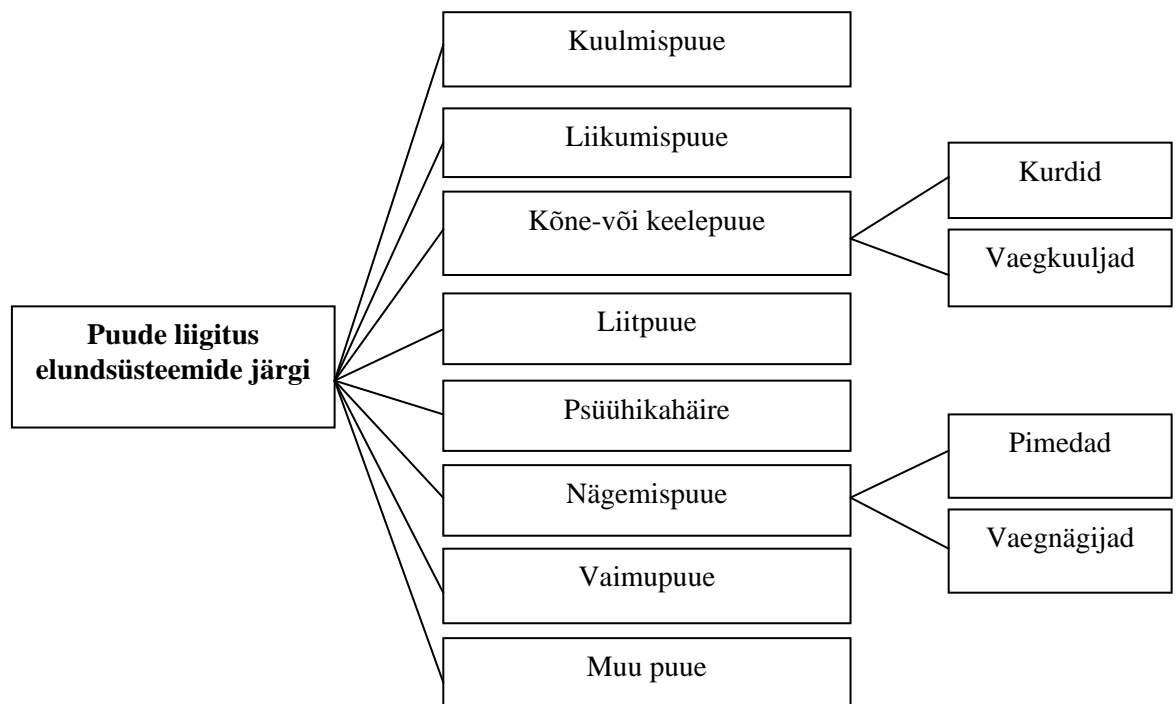 Puude liigitus
elundsüsteemide järgi
Kuulmispuue
Liikumispuue
Kõne-või keelepuue
Liitpuue
Psüühikahäire
Nägemispuue
Vaimupuue
Muu puue
Kurdid
Vaegkuuljad
Pimedad
Vaegnägijad